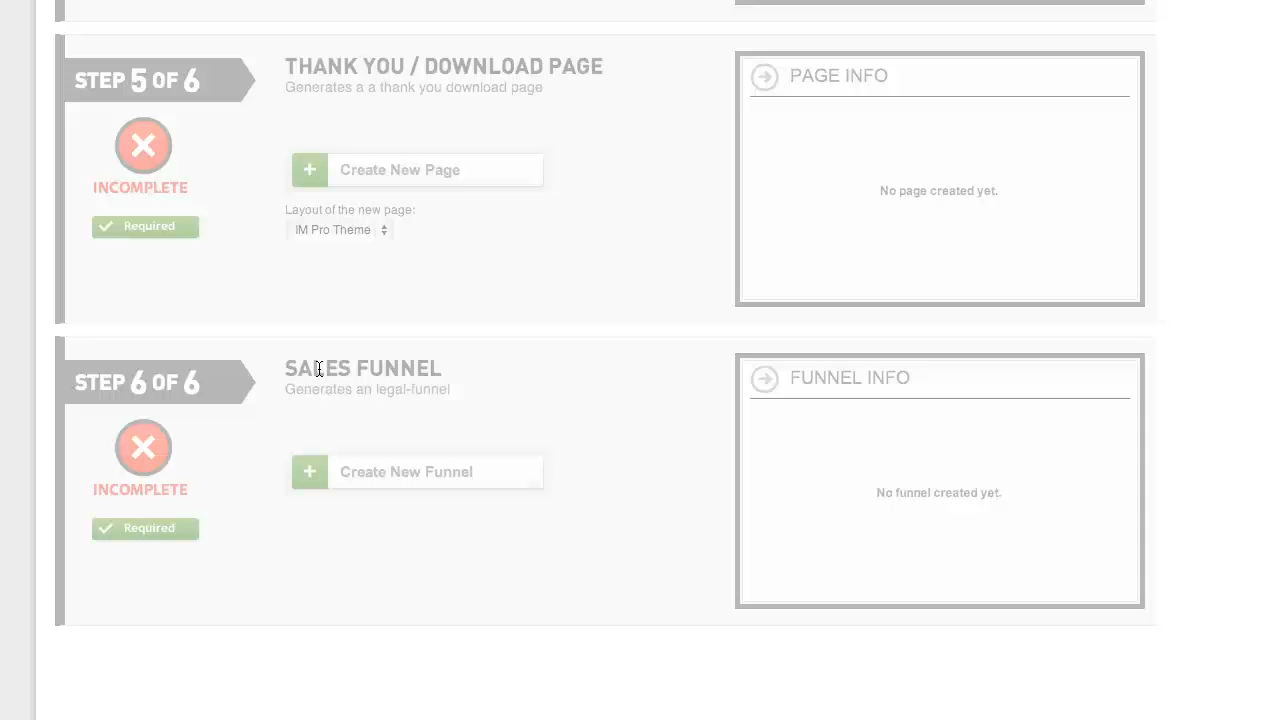 STEP 5 OF 6
THANK YOU / DOWNLOAD PAGE
Generates a a thank you download page
INCOMPLETE
Required
Create New Page
Layout of the new page:
IM Pro Theme
PAGE INFO
No page created yet.
STEP 6 OF 6
SALES FUNNEL
Generates an legal-funnel
INCOMPLETE
Required
Create New Funnel
FUNNEL INFO
No funnel created yet.